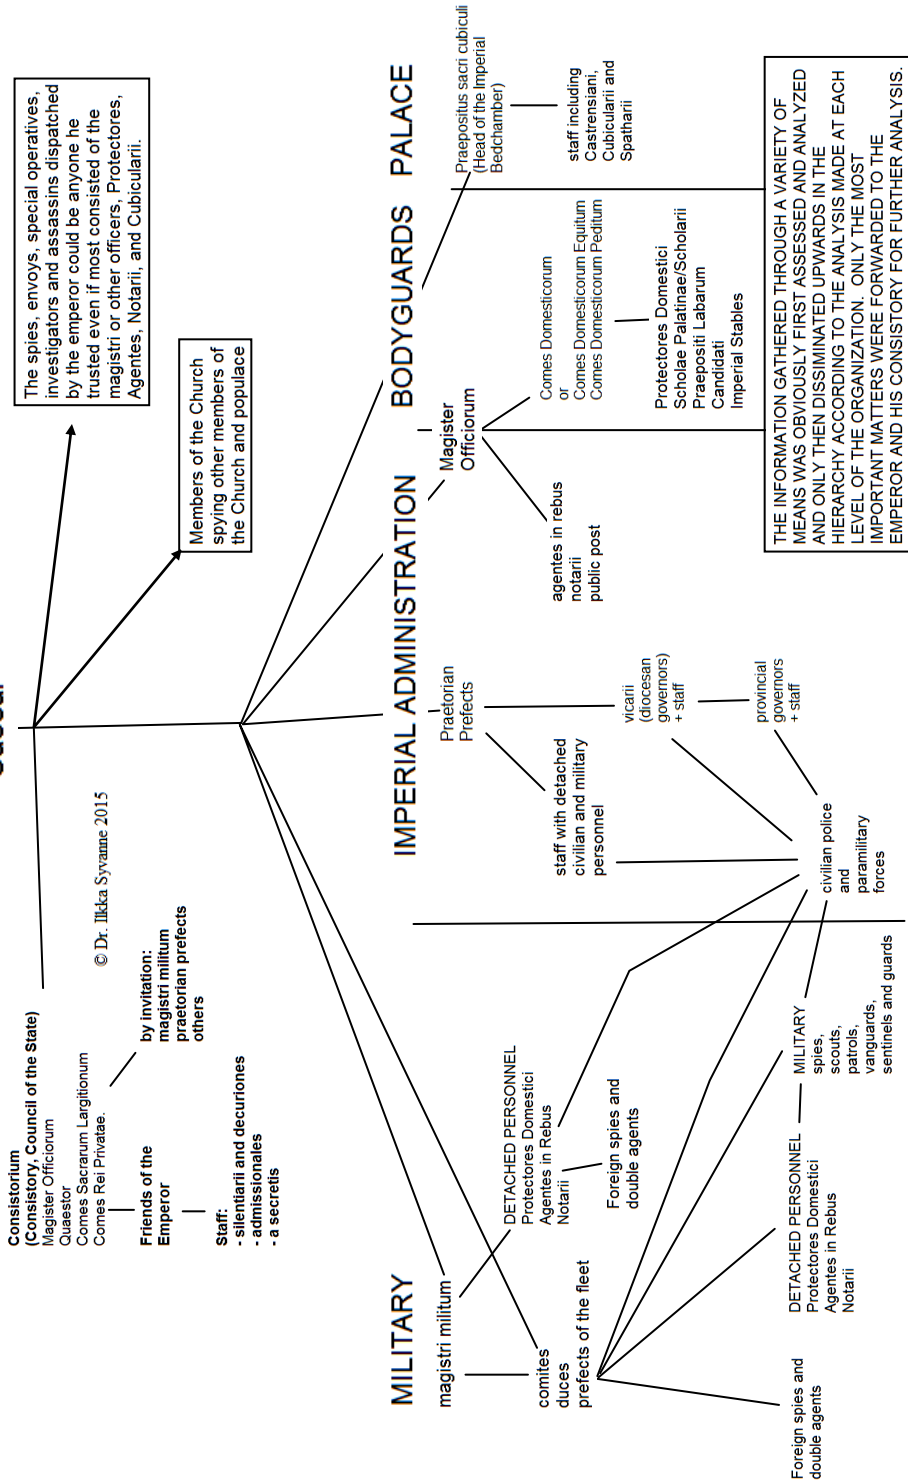 Consistorium
(Consistory, Council of the State)
Magister Officiorum
Quaestor
Comes Sacrarum Largitionum
Comes Rei Privatae.
Friends of the
Emperor
by invitation:
magistri militum
praetorian prefects
others
Staff:
- silentiarii and decuriones
- admissionales
- a secretis
© Dr. Ilkka Syvanne 2015
The spies, envoys, special operatives,
investigators and assassins dispatched
by the emperor could be anyone he
trusted even if most consisted of the
magistri or other officers, Protectores,
Agentes, Notarii, and Cubicularii.
Members of the Church
spying other members of
the Church and populace
MILITARY
IMPERIAL ADMINISTRATION
BODYGUARDS
PALACE
magistri militum
comites
duces
prefects of the fleet
DETACHED PERSONNEL
Protectores Domestici
Agentes in Rebus
Notarii
Foreign spies and
double agents
Foreign spies and
double agents
DETACHED PERSONNEL
Protectores Domestici
Agentes in Rebus
Notarii
MILITARY
spies,
scouts,
patrols,
vanguards,
sentinels and guards
Praetorian
Prefects
staff with detached
civilian and military
personnel
vicarii
(diocesan
governors)
+ staff
provincial
governors
+ staff
civilian police
and
paramilitary
forces
Magister
Officiorum
agentes in rebus
notarii
public post
Comes Domesticorum
or
Comes Domesticorum Equitum
Comes Domesticorum Peditum
Protectores Domestici
Scholae Palatinae/Scholarii
Praepositi Labarum
Candidati
Imperial Stables
Praepositus sacri cubiculi
(Head of the Imperial
Bedchamber)
staff including
Castrensiani,
Cubicularii and
Spatharii
THE INFORMATION GATHERED THROUGH A VARIETY OF
MEANS WAS OBVIOUSLY FIRST ASSESSED AND ANALYZED
AND ONLY THEN DISSIMINATED UPWARDS IN THE
HIERARCHY ACCORDING TO THE ANALYSIS MADE AT EACH
LEVEL OF THE ORGANIZATION. ONLY THE MOST
IMPORTANT MATTERS WERE FORWARDED TO THE
EMPEROR AND HIS CONSISTORY FOR FURTHER ANALYSIS.